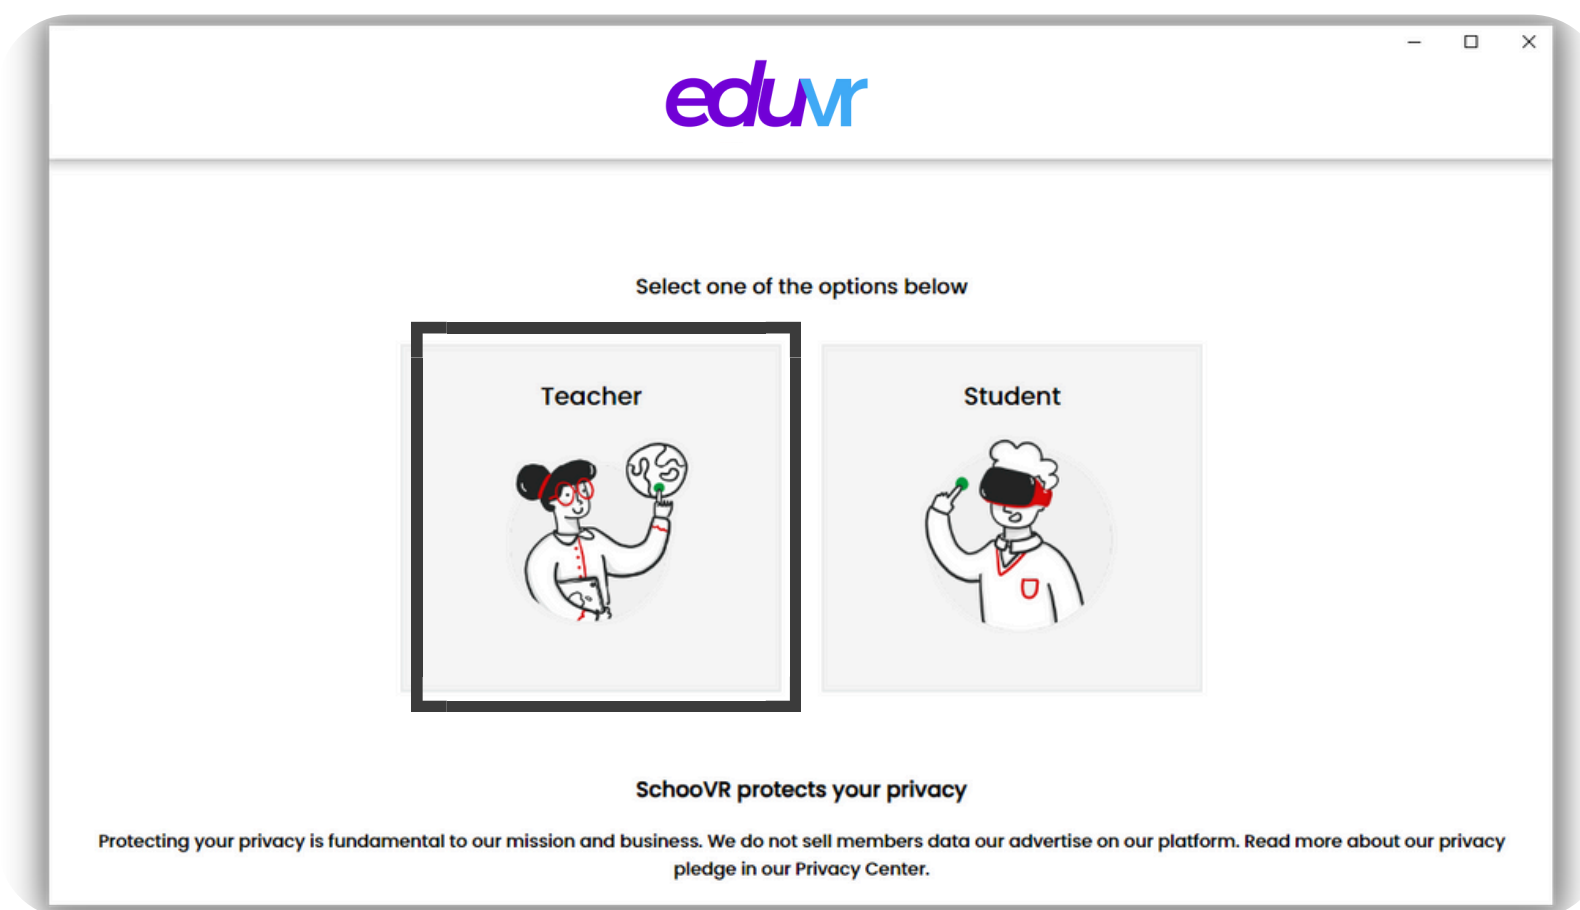 eduvr
Select one of the options below
Teacher
Student
SchooVR protects your privacy
Protecting your privacy is fundamental to our mission and business. We do not sell members data our advertise on our platform. Read more about our privacy
pledge in our Privacy Center.